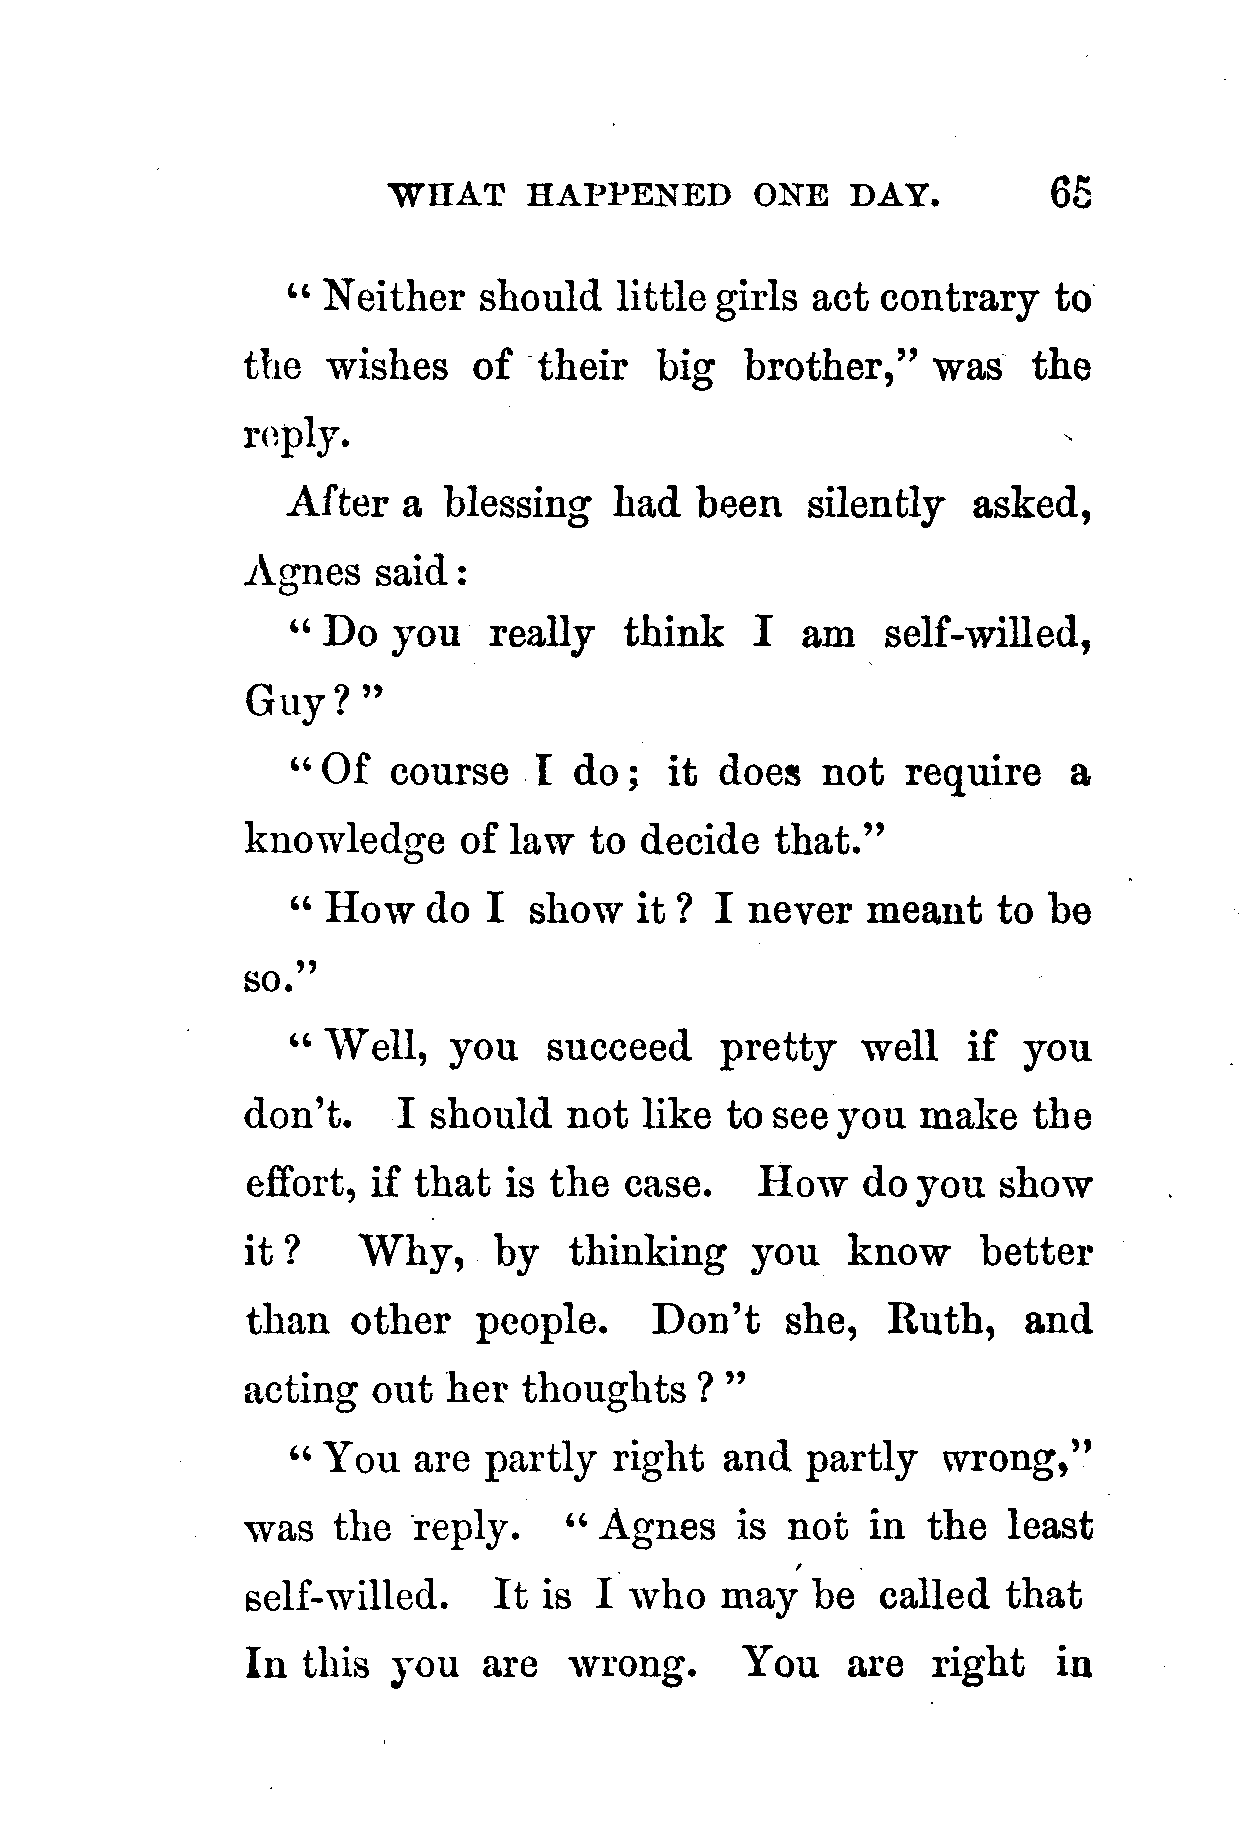 WHAT HAPPENED ONE DAY. 65
“ Neither should little girls act contrary to
the wishes of their big brother,” was the
reply.
After a blessing had been silently asked,
Agnes said :
“ Do you really think I am self-willed,
Guy ? ”
“ Of course I do ; it does not require a
knowledge of law to decide that.”
“ How do I show it ? I never meant to be
so.”
“ Well, you succeed pretty well if you
don’t. I should not like to see you make the
effort, if that is the case. How do you show
it ? Why, by thinking you know better
than other people. Don’t she, Ruth, and
acting out her thoughts ? ”
“ You are partly right and partly wrong,”
was the reply. “ Agnes is not in the least
self-willed. It is I who may be called that
In this you are wrong. You are right in